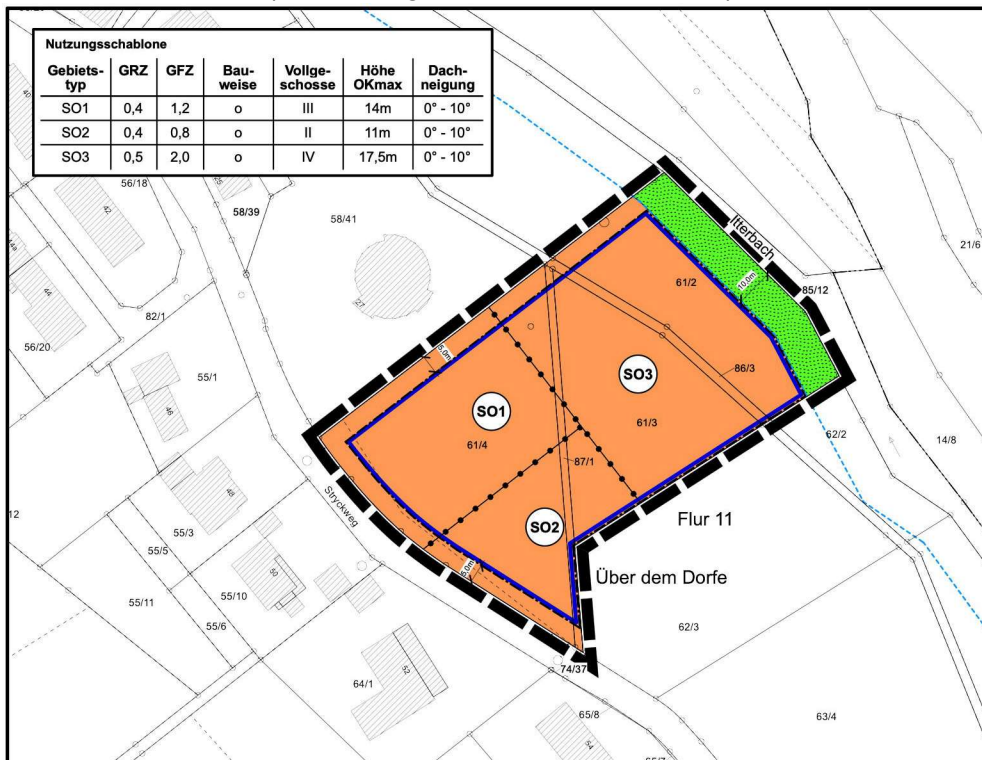 Nutzungsschablone
Gebiets-typ GRZ GFZ Bau-weise Vollge-schosse Höhe OKmax Dach-neigung
SO1 0,4 1,2 o III 14m 0° - 10°
SO2 0,4 0,8 o II 11m 0° - 10°
SO3 0,5 2,0 o IV 17,5m 0° - 10°
40
56/18
42
58/39
58/41
44a
44
27
82/1
56/20
55/1
46
21/6
Itterbach
85/12
10,0m
61/2
5,0m
SO3
86/3
SO1
61/4
61/3
62/2
14/8
87/1
48
Stryckweg
12
55/3
55/5
SO2
Flur 11
50
5,0m
Über dem Dorfe
55/10
55/11
55/6
62/3
52
64/1
74/37
65/8
54
63/4